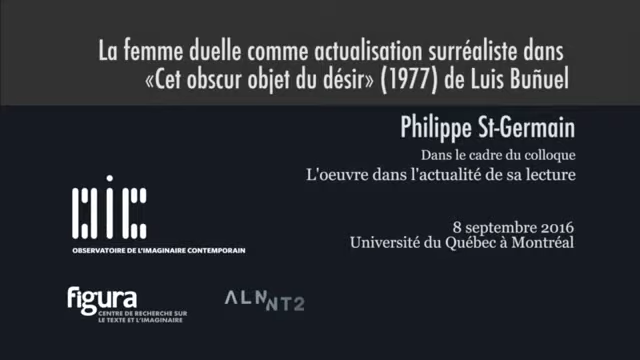 La femme duelle comme actualisation surréaliste dans
«Cet obscur objet du désir» (1977) de Luis Buñuel
Philippe St-Germain
Dans le cadre du colloque
L'oeuvre dans l'actualité de sa lecture
8 septembre 2016
Université du Québec à Montréal
oic
OBSERVATOIRE DE L'IMAGINAIRE CONTEMPORAIN
figura
CENTRE DE RECHERCHE SUR
LE TEXTE ET L'IMAGINAIRE
ALN
NT2